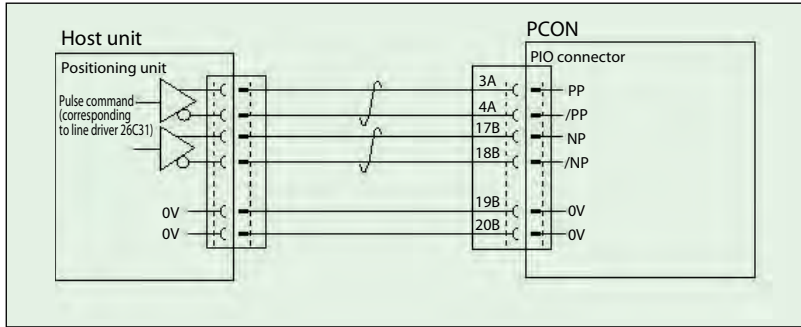 Host unit
PCON
Positioning unit
PIO connector
Pulse command
(corresponding
to line driver 26C31)
3A
PP
4A
/PP
17B
NP
18B
/NP
0V
19B
0V
0V
20B
0V